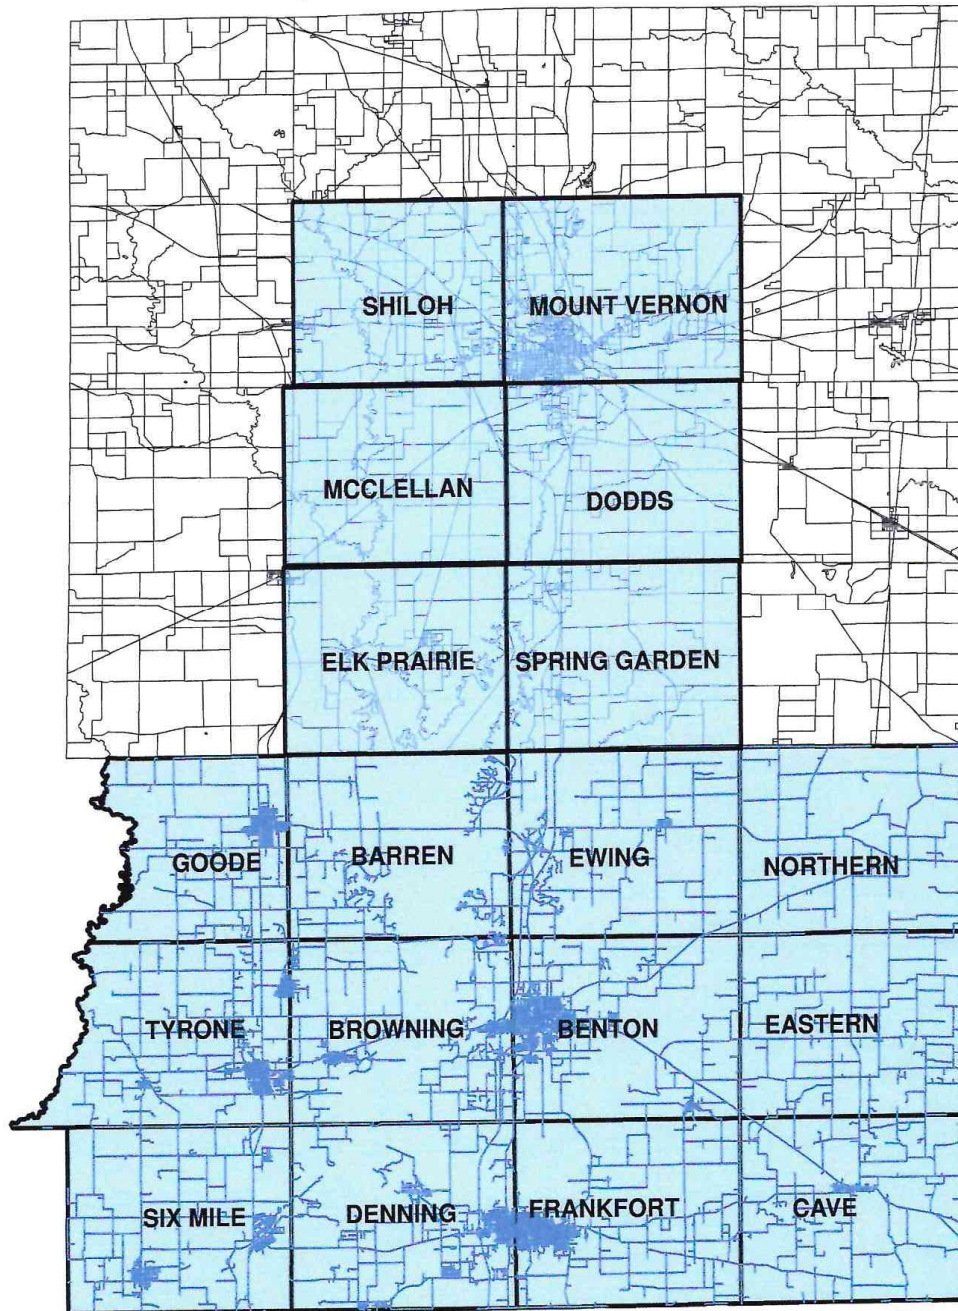 SHILOH
MOUNT VERNON
MCCLELLAN
DODDS
ELK PRAIRIE
SPRING GARDEN
GOODE
BARREN
EWING
NORTHERN
TYRONE
BROWNING
BENTON
EASTERN
SIX MILE
DENNING
FRANKFORT
CAVE